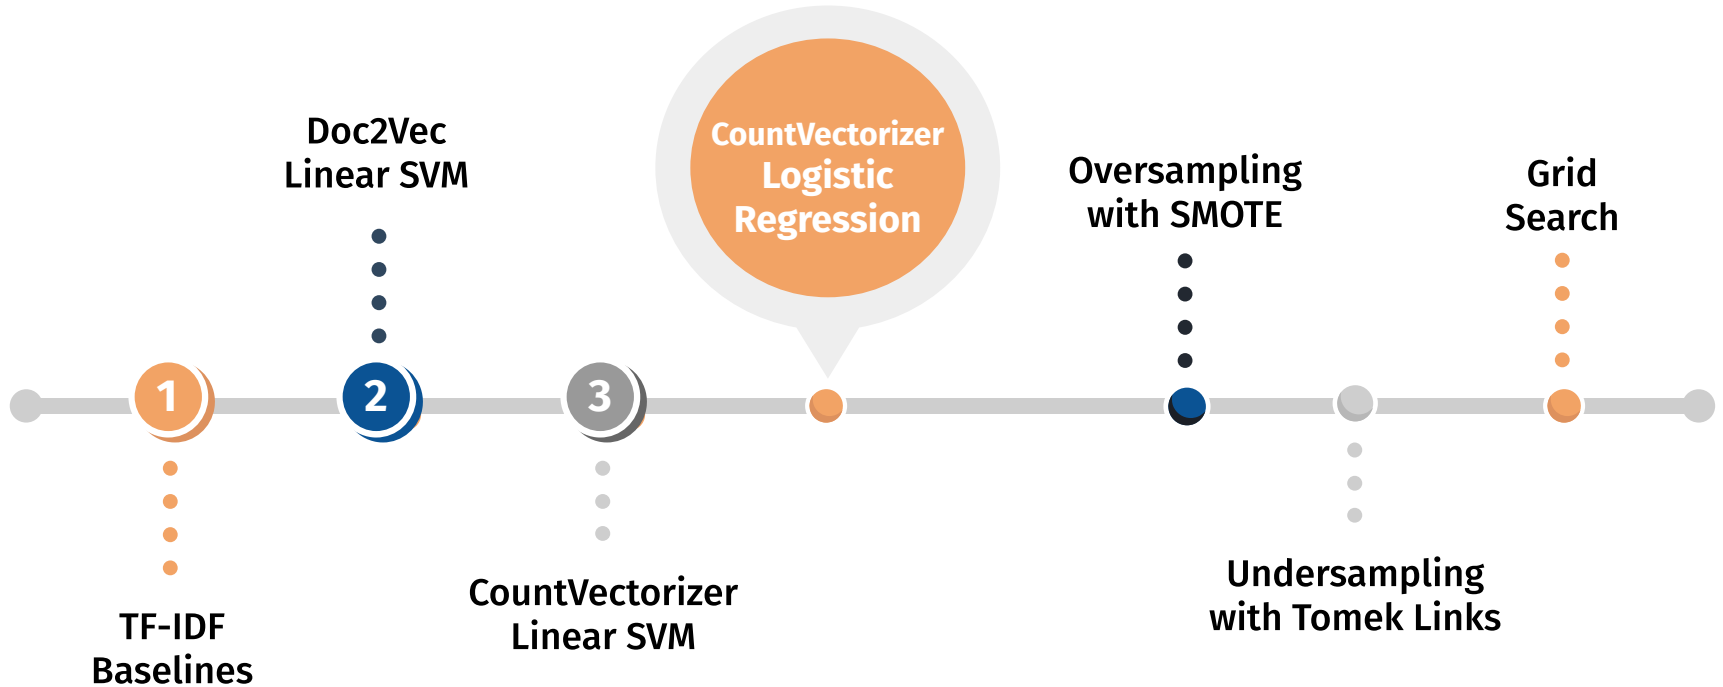 1
TF-IDF
Baselines
2
Doc2Vec
Linear SVM
3
CountVectorizer
Linear SVM
CountVectorizer
Logistic
Regression
Oversampling
with SMOTE
Undersampling
with Tomek Links
Grid
Search